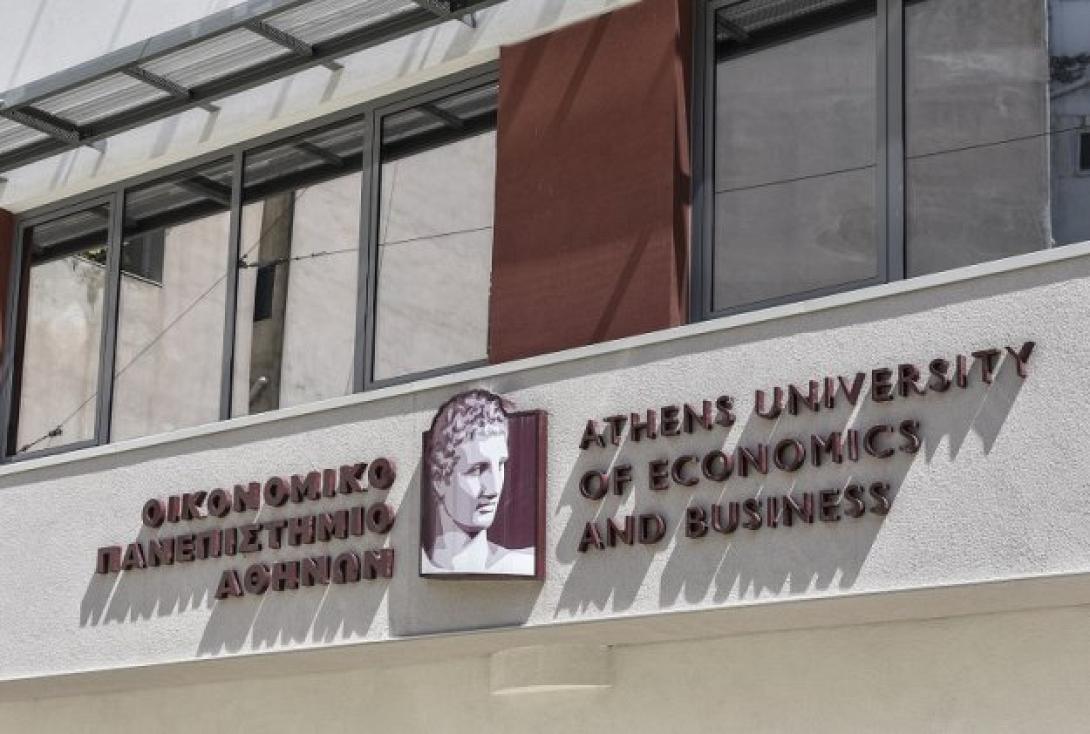 ΟΙΚΟΝΟΜΙΚΟ
ΠΑΝΕΠΙΣΤΗΜΙΟ
ΑΘΗΝΩΝ
ATHENS UNIVERSITY
OF ECONOMICS
AND BUSINESS